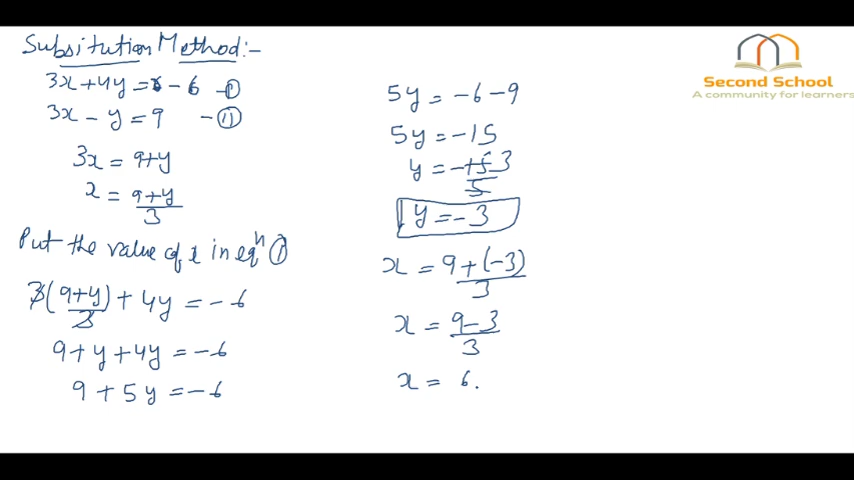 Subsitution Method:-
3x+4y=-6 -①
3x-y=9 -⑪
3x=9+y
x=9+y/3
Put the value of x in eqn ①
3(9+y/3)+4y=-6
9+y+4y=-6
9+5y=-6
5y=-6-9
5y=-15
y=-15/5 3
y=-3
x=9+(-3)/3
x=9-3/3
x=6.
Second School
A community for learners